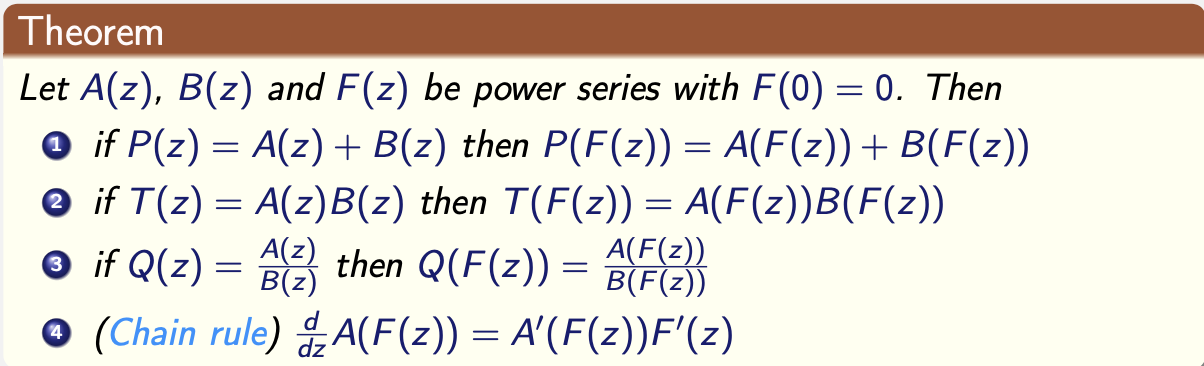 Theorem
Let A(z), B(z) and F(z) be power series with F(0) = 0. Then
1 if P(z) = A(z) + B(z) then P(F(z)) = A(F(z)) + B(F(z))
2 if T(z) = A(z)B(z) then T(F(z)) = A(F(z))B(F(z))
3 if Q(z) = \frac{A(z)}{B(z)} then Q(F(z)) = \frac{A(F(z))}{B(F(z))}
4 (Chain rule) \frac{d}{dz}A(F(z)) = A′(F(z))F′(z)